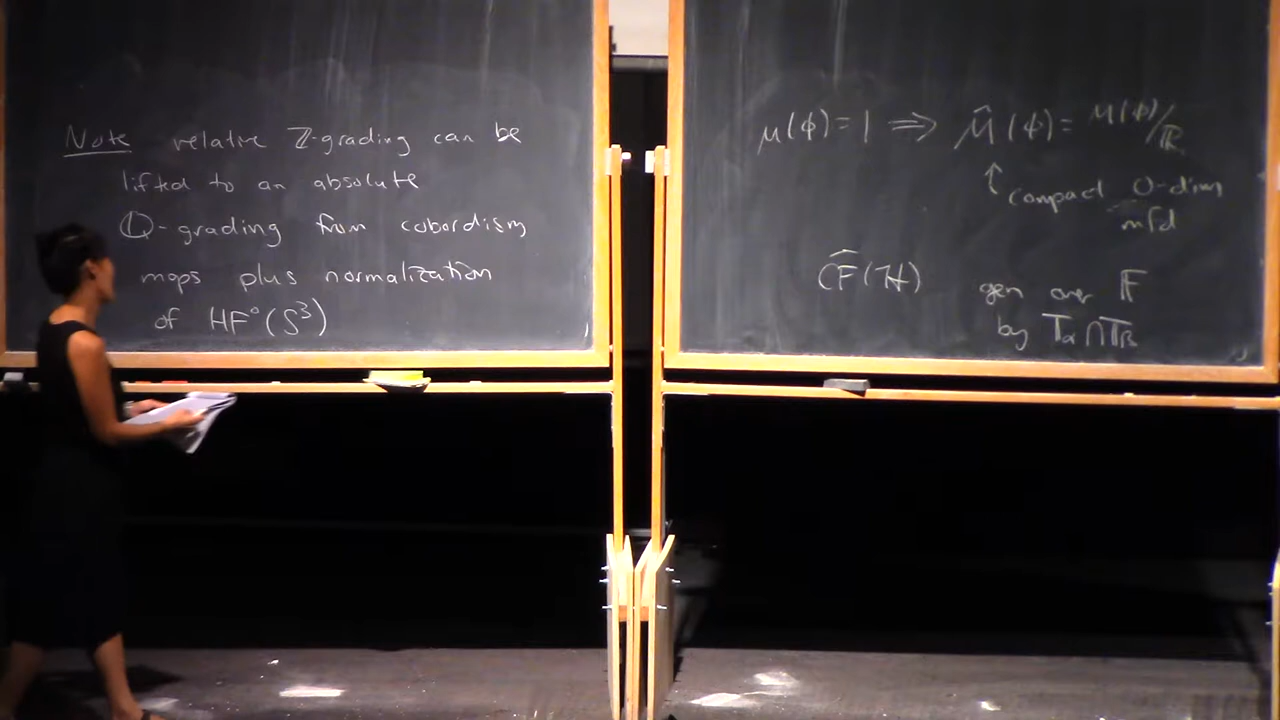 Note relative ℤ-grading can be
lifted to an absolute
ℚ-grading from cobordism
maps plus normalization
of HF°(S³)
μ(ϕ)=1 ⇒ M̂(ϕ)= M(ϕ)/ℝ
↑ compact 0-dim
mfd
ĈF(ℋ) gen over 𝔽
by 𝕋α∩𝕋β